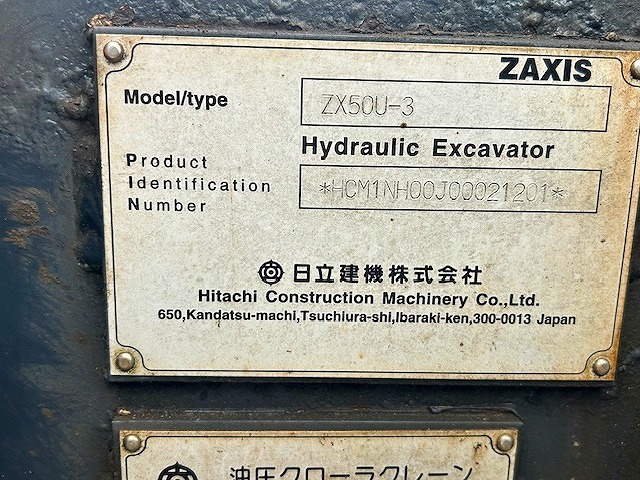 ZAXIS
Model/type
ZX50U-3
Hydraulic Excavator
Product
Identification
Number
*HCM1NH00J00021201*
日立建機株式会社
Hitachi Construction Machinery Co.,Ltd.
650,Kandatsu-machi,Tsuchiura-shi,Ibaraki-ken,300-0013 Japan
油圧クローラクレーン